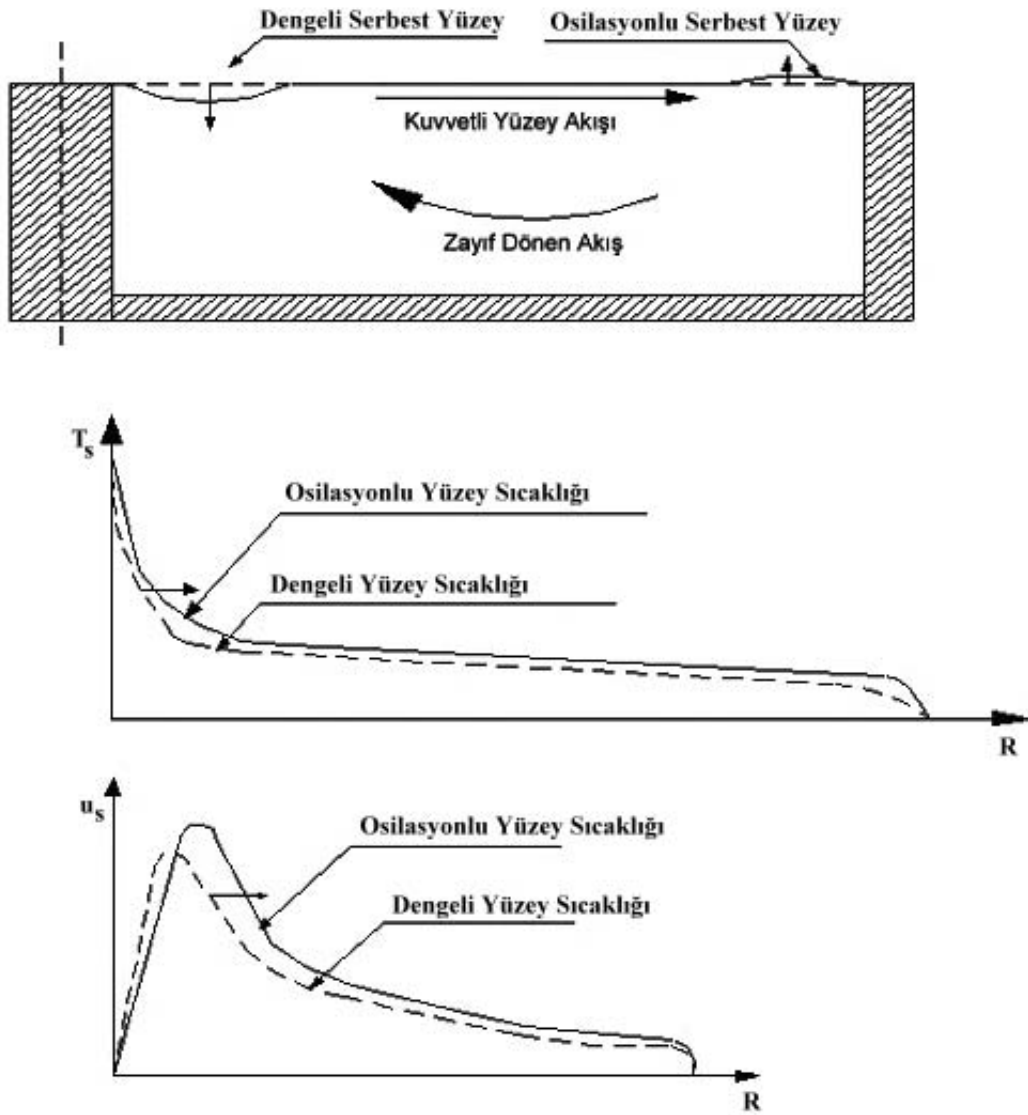 Dengeli Serbest Yüzey
Osilasyonlu Serbest Yüzey
Kuvvetli Yüzey Akışı
Zayıf Dönen Akış
Ts
Osilasyonlu Yüzey Sıcaklığı
Dengeli Yüzey Sıcaklığı
R
us
Osilasyonlu Yüzey Sıcaklığı
Dengeli Yüzey Sıcaklığı
R